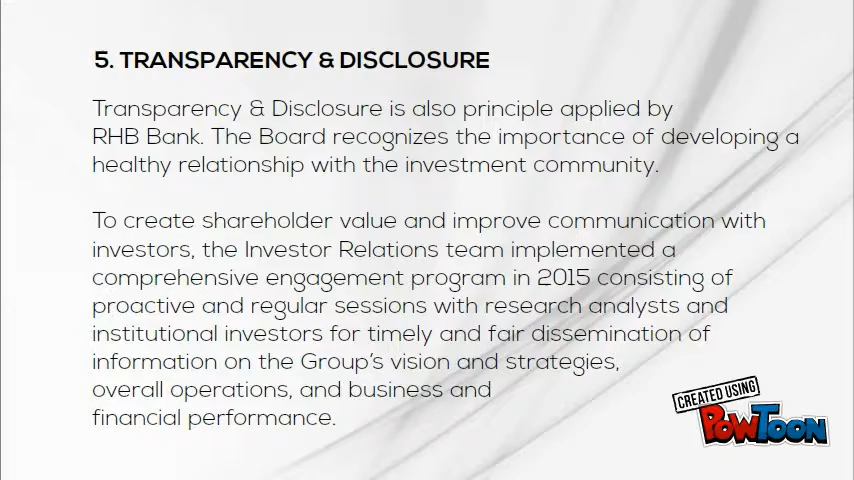 5. TRANSPARENCY & DISCLOSURE
Transparency & Disclosure is also principle applied by
RHB Bank. The Board recognizes the importance of developing a
healthy relationship with the investment community.
To create shareholder value and improve communication with
investors, the Investor Relations team implemented a
comprehensive engagement program in 2015 consisting of
proactive and regular sessions with research analysts and
institutional investors for timely and fair dissemination of
information on the Group's vision and strategies,
overall operations, and business and
financial performance.
CREATED USING
POWTOON